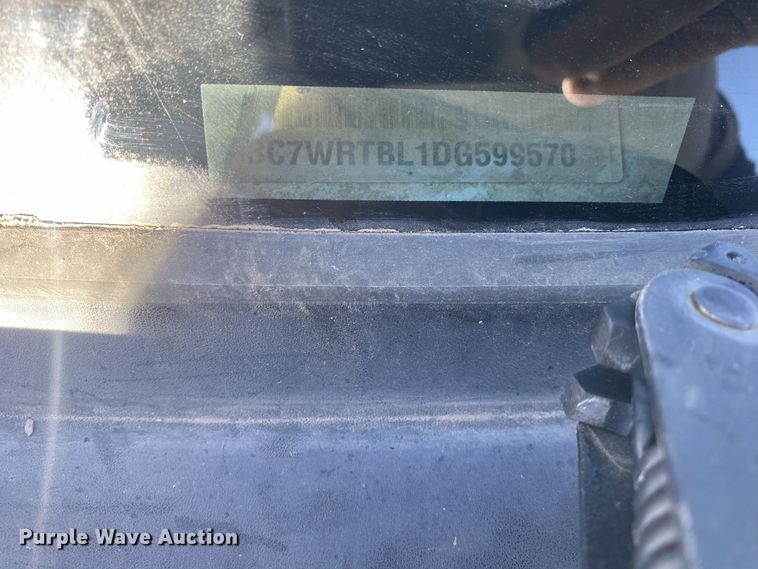 3C7WRTBL1DG599570
Purple Wave Auction